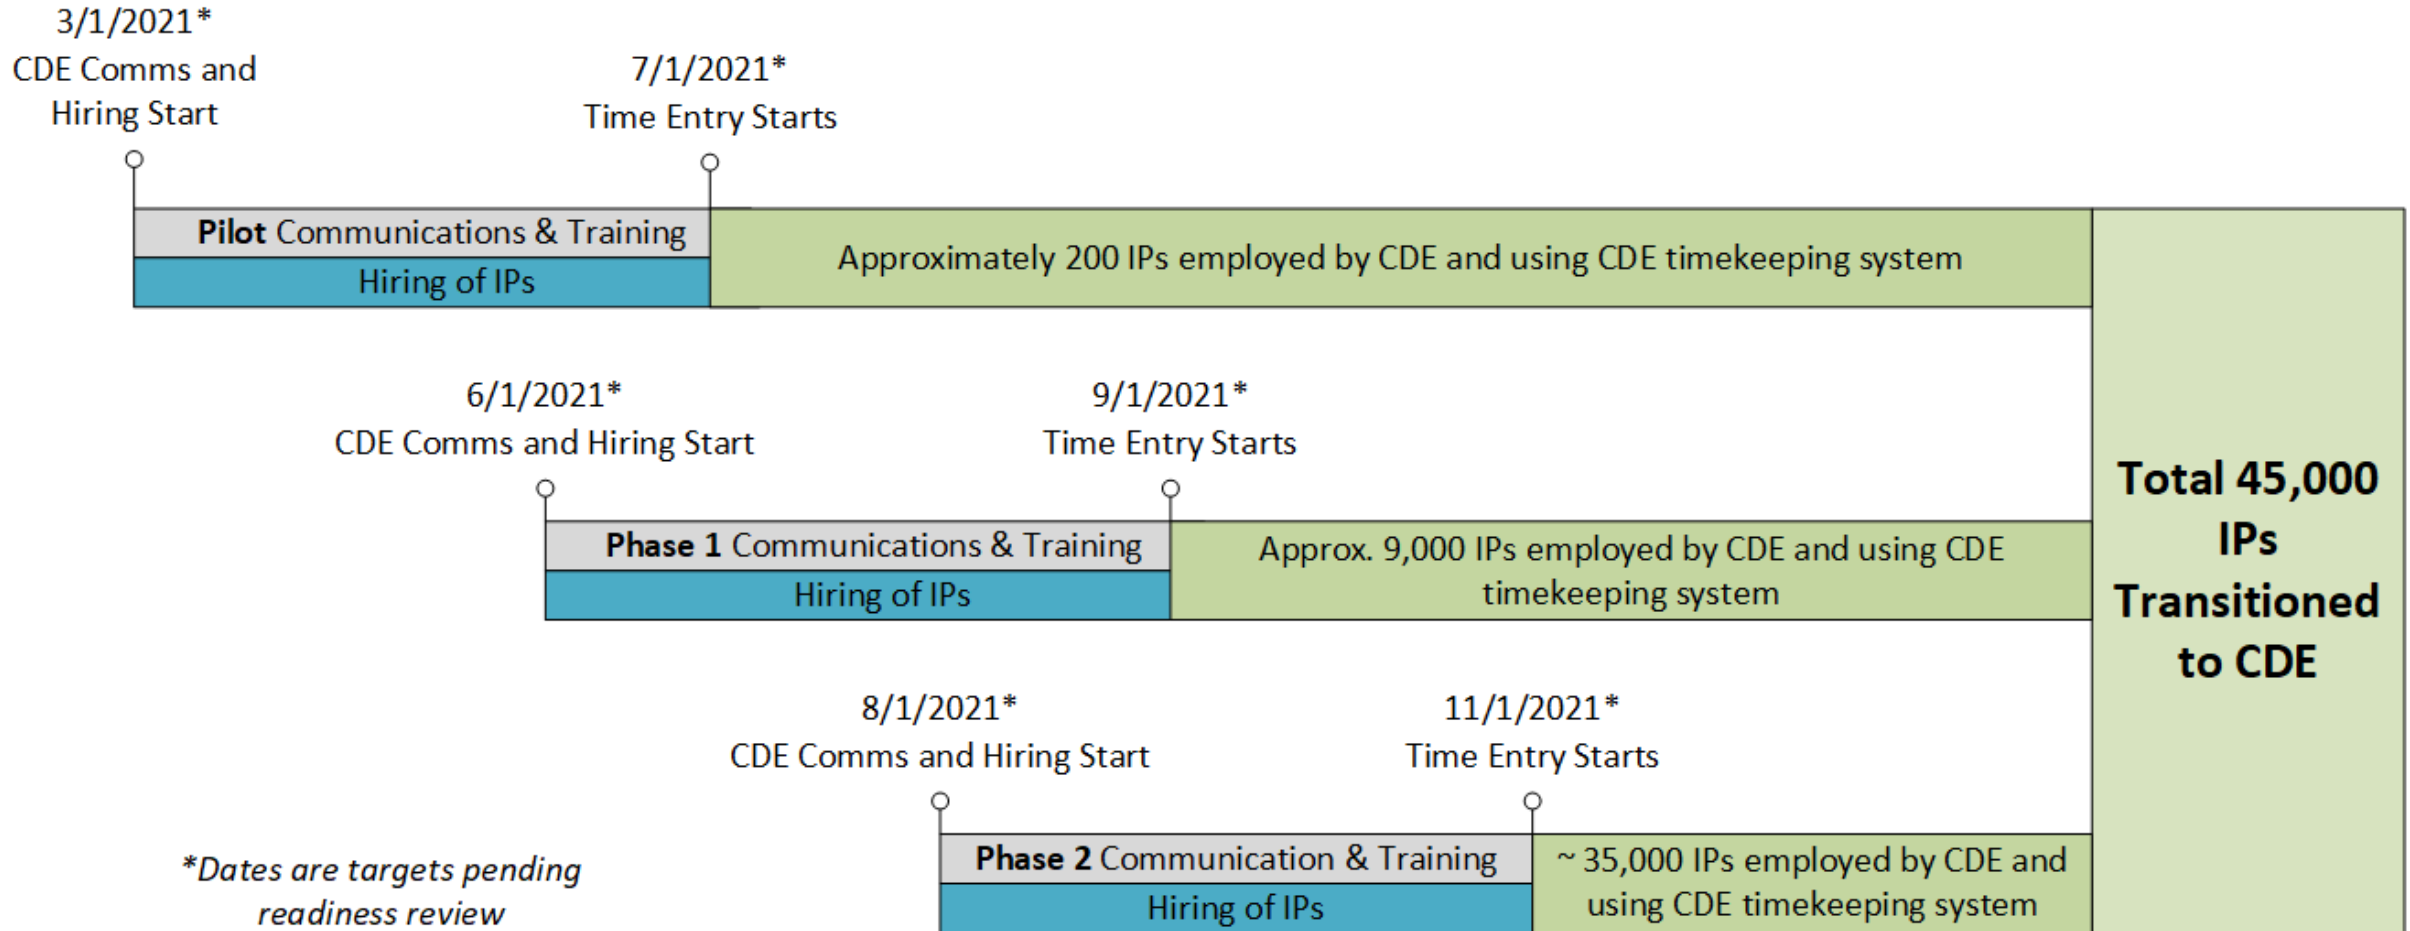 3/1/2021*
CDE Comms and
Hiring Start
7/1/2021*
Time Entry Starts
Pilot Communications & Training
Hiring of IPs
Approximately 200 IPs employed by CDE and using CDE timekeeping system
6/1/2021*
CDE Comms and Hiring Start
9/1/2021*
Time Entry Starts
Phase 1 Communications & Training
Hiring of IPs
Approx. 9,000 IPs employed by CDE and using CDE
timekeeping system
8/1/2021*
CDE Comms and Hiring Start
11/1/2021*
Time Entry Starts
Phase 2 Communication & Training
Hiring of IPs
~ 35,000 IPs employed by CDE and
using CDE timekeeping system
Total 45,000
IPs
Transitioned
to CDE
*Dates are targets pending
readiness review